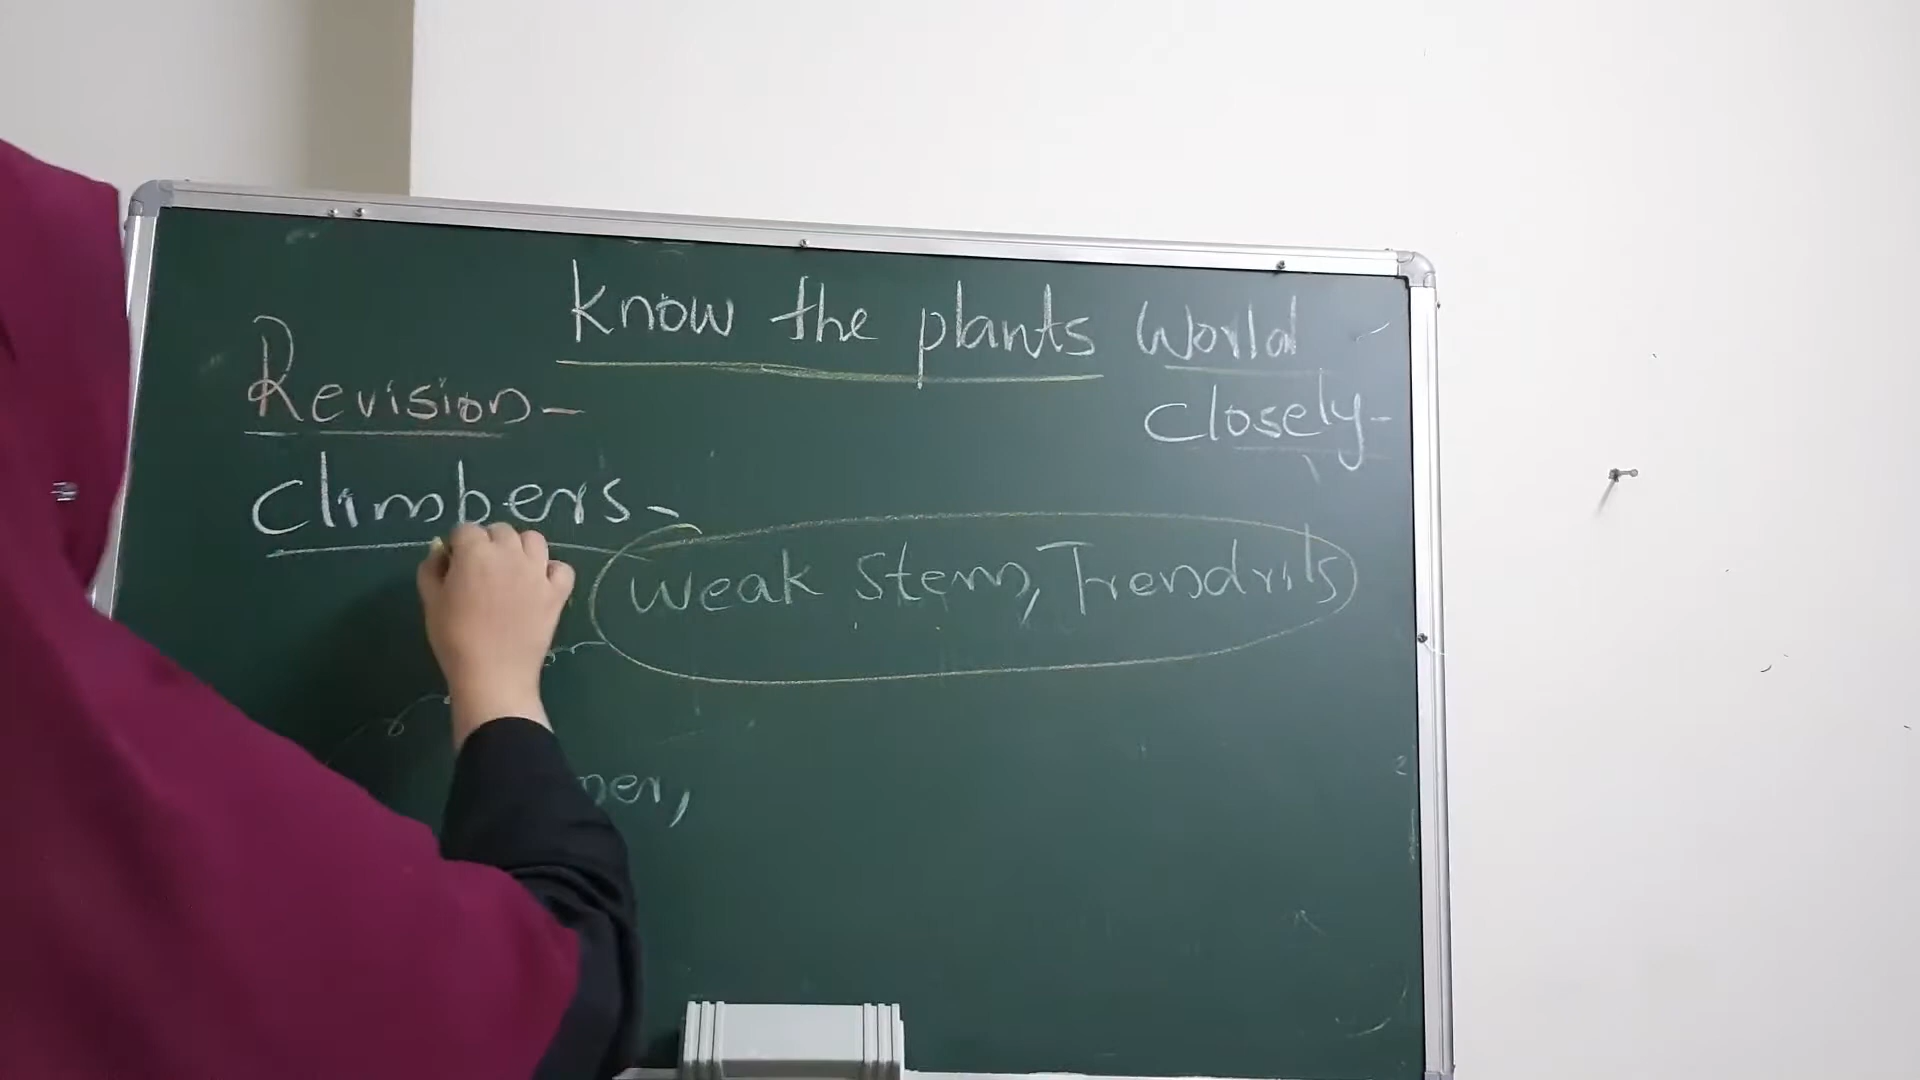 know the plants World
closely-
Revision-
climbers-
weak stem, Trendrils